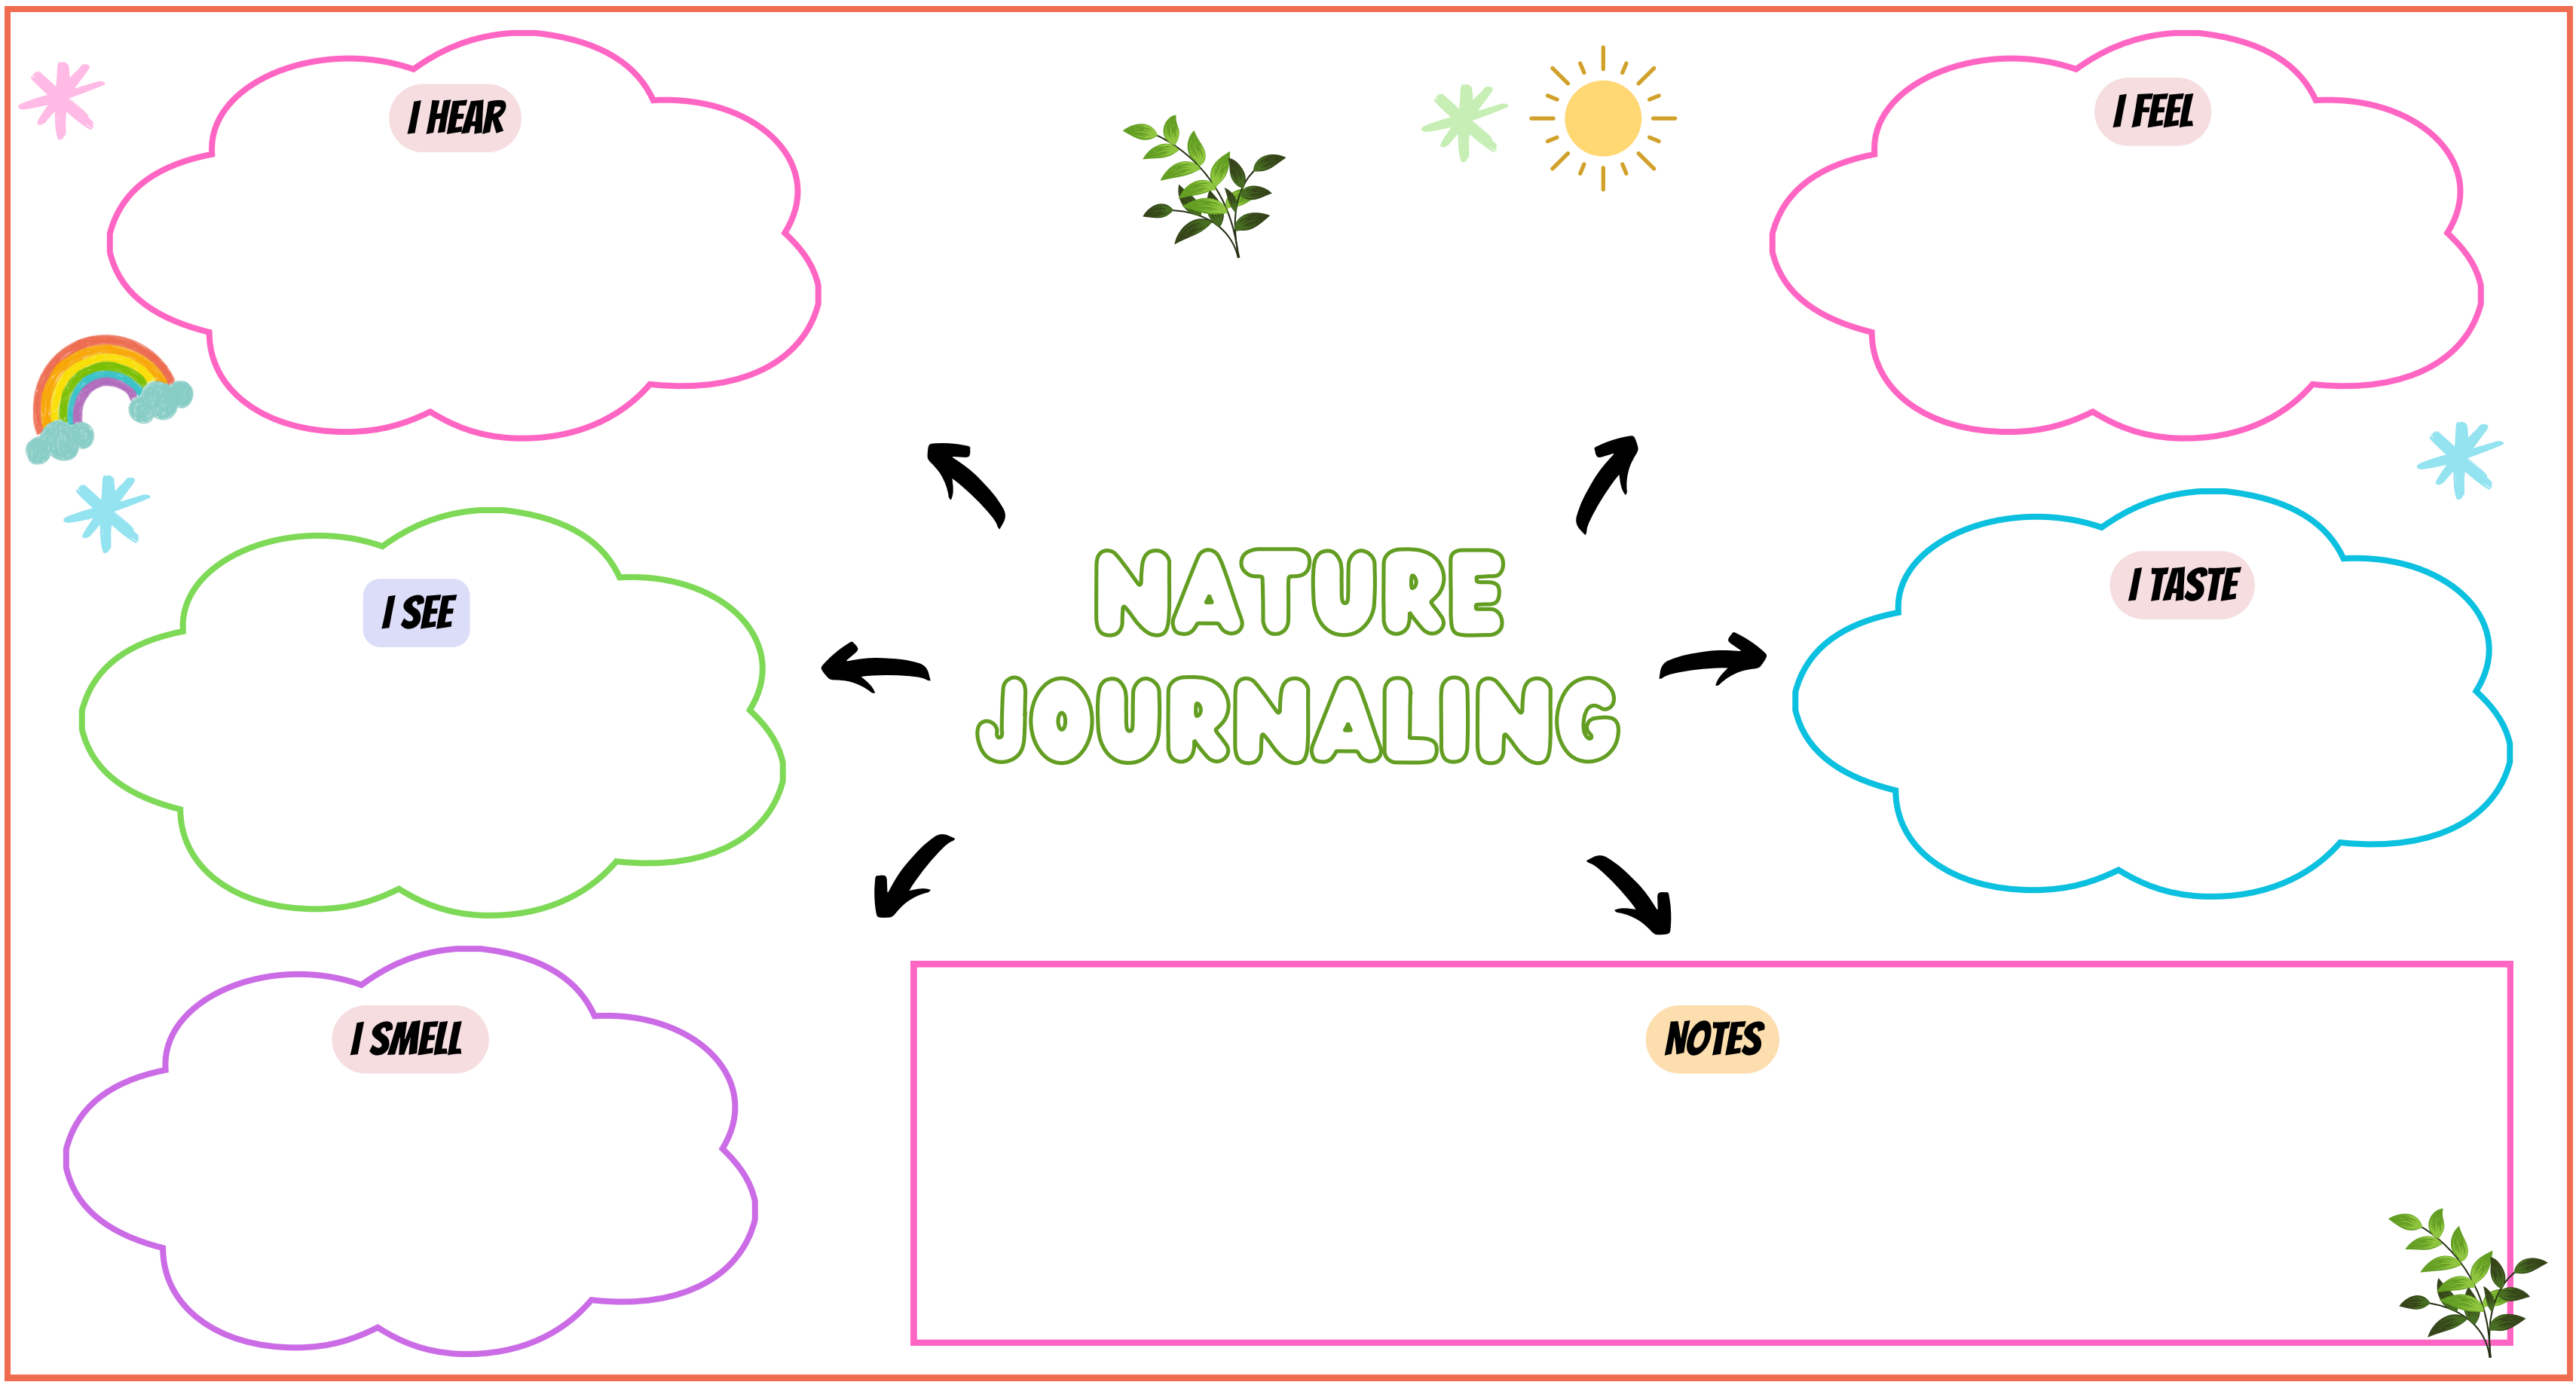 I HEAR
I FEEL
I SEE
NATURE
JOURNALING
I TASTE
I SMELL
NOTES